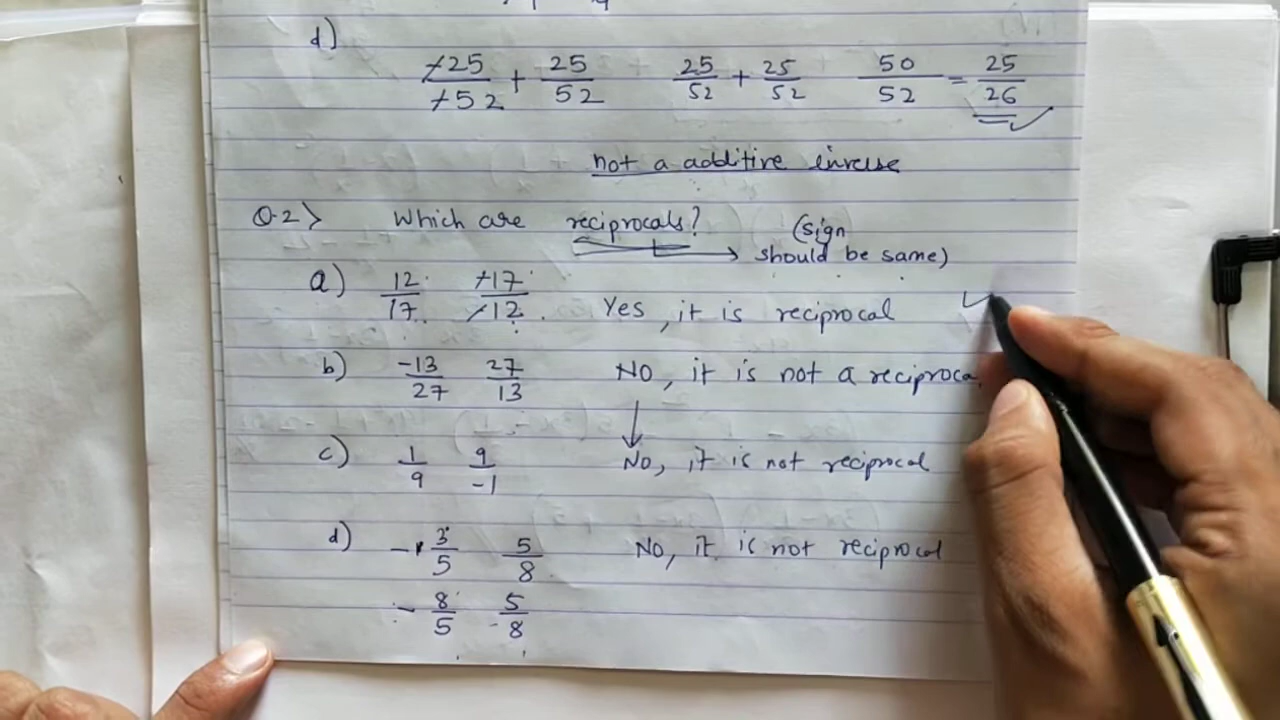 d)
-25/-52 + 25/52 25/52 + 25/52 50/52 = 25/26
not a additive inverse
Q.2> Which are reciprocals? (sign
should be same)
a) 12/17 -17/-12 Yes, it is reciprocal
b) -13/27 27/13 NO, it is not a reciproca
c) 1/9 9/-1 No, it is not reciprocal
d) -1 3/5 5/8 No, it is not reciprocal
- 8/5 5/8